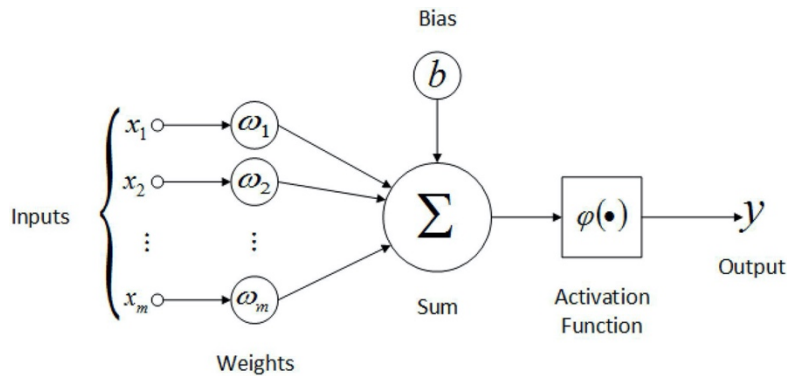 Bias
b
x₁
ω₁
x₂
ω₂
Inputs
⋮
⋮
Σ
φ(•)
y
Output
xₘ
ωₘ
Sum
Activation
Function
Weights